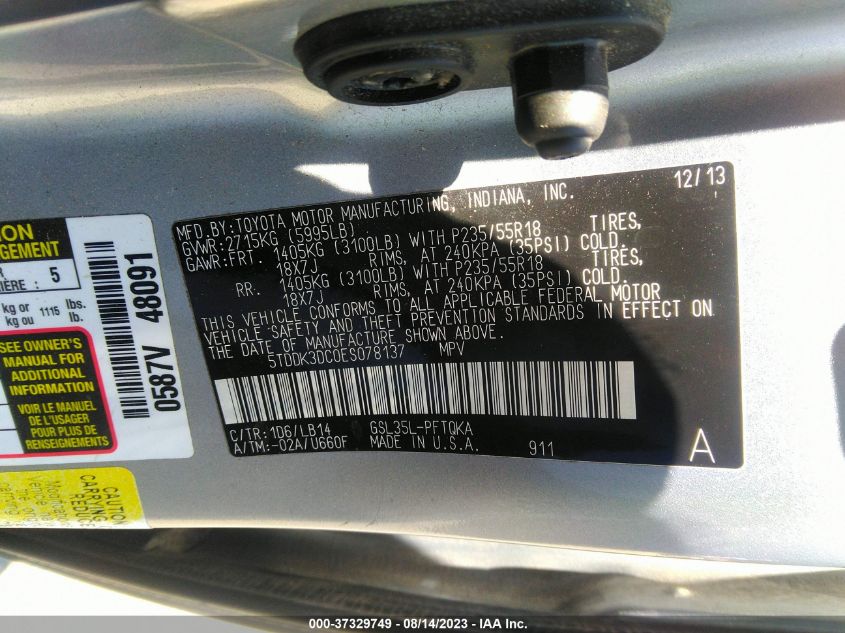 MFD.BY:TOYOTA MOTOR MANUFACTURING, INDIANA, INC. 12/13
GVWR:2715KG (5995LB)
GAWR:FRT. 1405KG (3100LB) WITH P235/55R18 TIRES,
18X7J RIMS, AT 240KPA (35PSI) COLD.
RR. 1405KG (3100LB) WITH P235/55R18 TIRES,
18X7J RIMS, AT 240KPA (35PSI) COLD.
THIS VEHICLE CONFORMS TO ALL APPLICABLE FEDERAL MOTOR
VEHICLE SAFETY AND THEFT PREVENTION STANDARDS IN EFFECT ON
THE DATE OF MANUFACTURE SHOWN ABOVE.
5TDDK3DC0ES078137 MPV
C/TR:1D6/LB14 GSL35L-PFTQKA
A/TM:-02A/U660F MADE IN U.S.A. 911 A
5
kg or 1115 lbs.
kg ou lb.
SEE OWNER'S
MANUAL FOR
ADDITIONAL
INFORMATION
VOIR LE MANUEL
DE L'USAGER
POUR PLUS DE
RENSEIGNEMENTS
0587V 48091
CAUTION
CARRYING
REDUCE
000-37329749 - 08/14/2023 - IAA Inc.